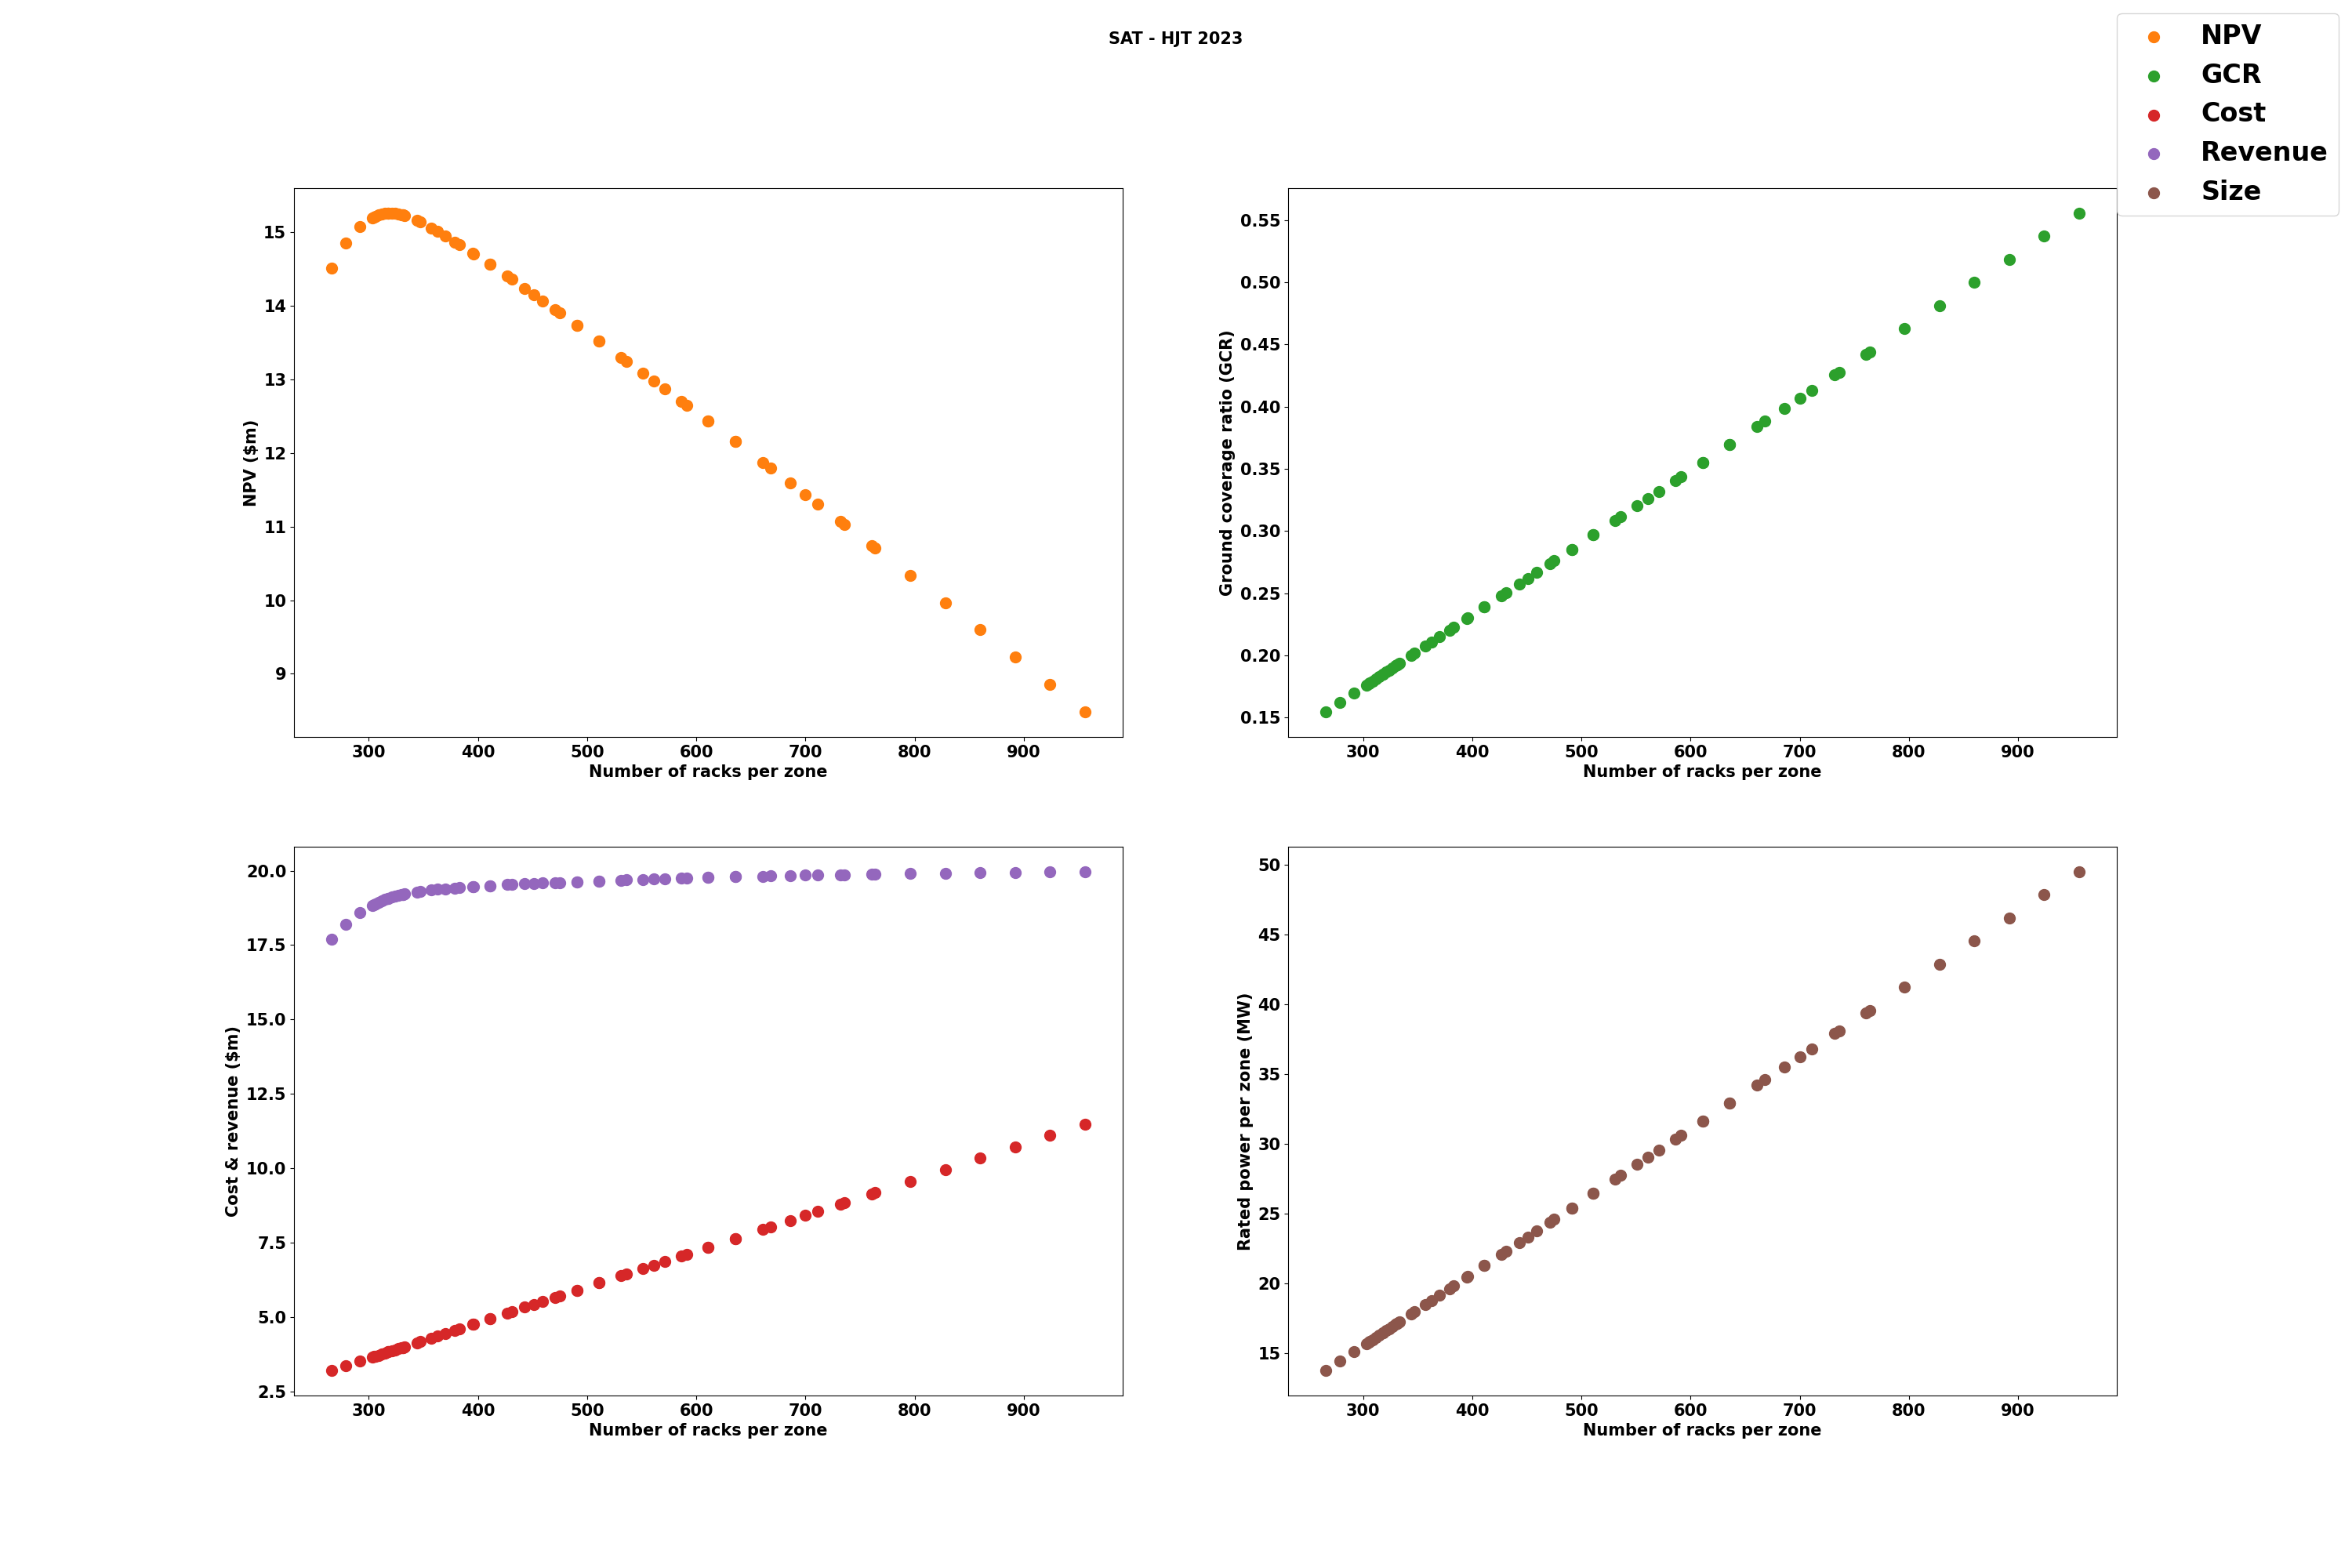 SAT - HJT 2023
NPV
GCR
Cost
Revenue
Size
NPV ($m)
15
14
13
12
11
10
9
300 400 500 600 700 800 900
Number of racks per zone
Ground coverage ratio (GCR)
0.55
0.50
0.45
0.40
0.35
0.30
0.25
0.20
0.15
300 400 500 600 700 800 900
Number of racks per zone
Cost & revenue ($m)
20.0
17.5
15.0
12.5
10.0
7.5
5.0
2.5
300 400 500 600 700 800 900
Number of racks per zone
Rated power per zone (MW)
50
45
40
35
30
25
20
15
300 400 500 600 700 800 900
Number of racks per zone